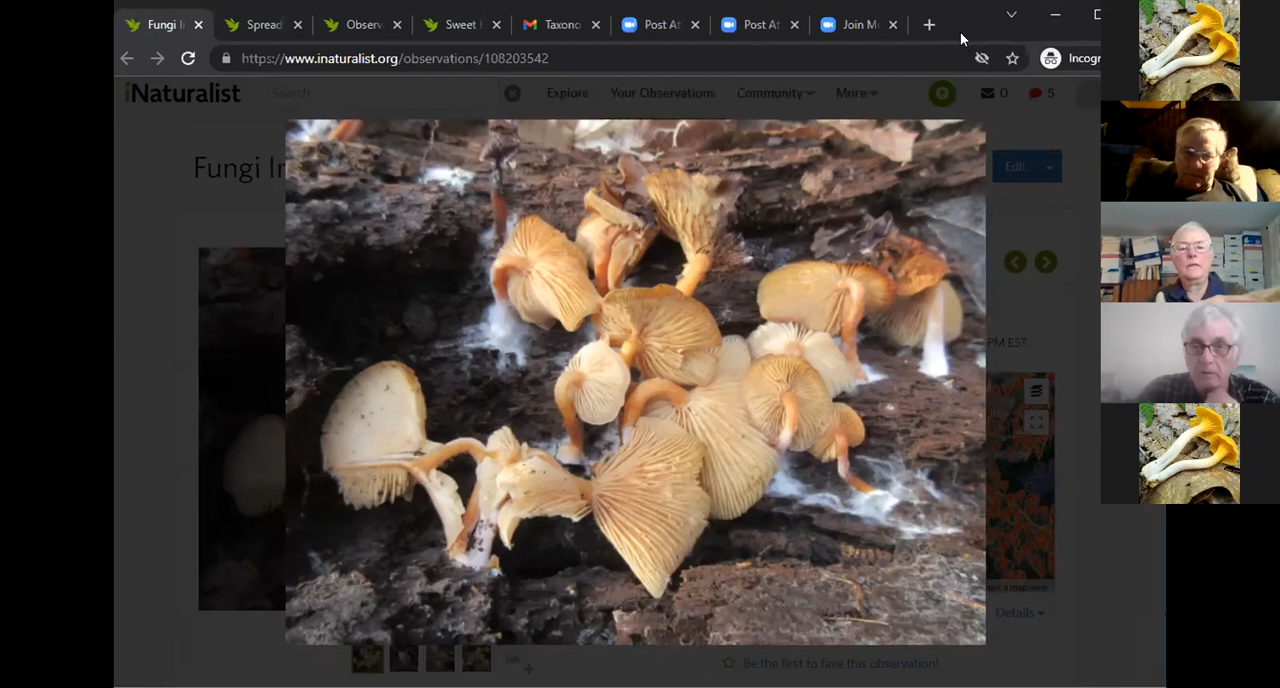 Fungi In
Spread
Observ
Sweet
Taxono
Post At
Post At
Join M
https://www.inaturalist.org/observations/108203542
Incogn
iNaturalist
Search
Explore
Your Observations
Community
More
0
5
Fungi In
Edit
PM EST
Details
Be the first to fave this observation!